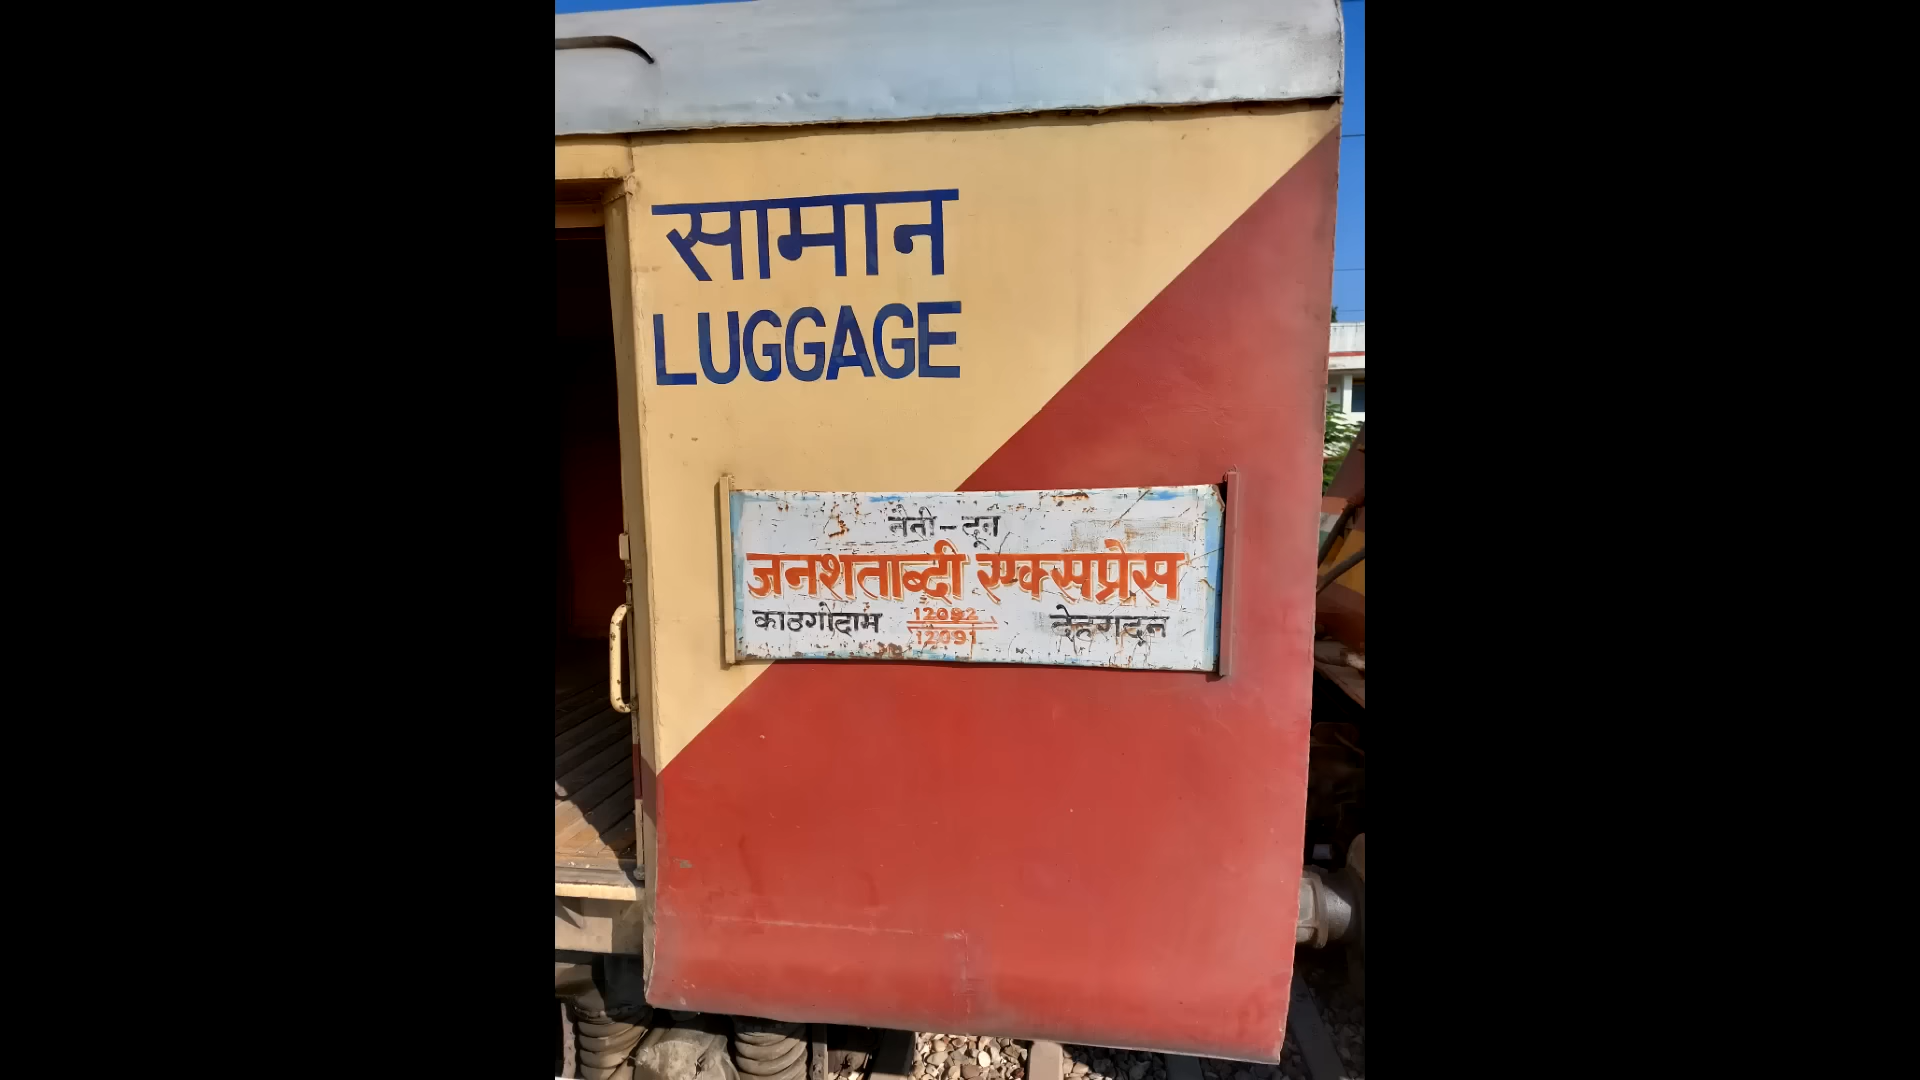 सामान
LUGGAGE
नैनी-दून
जनशताब्दी एक्सप्रेस
काठगोदाम 12092 देहरादून
12091